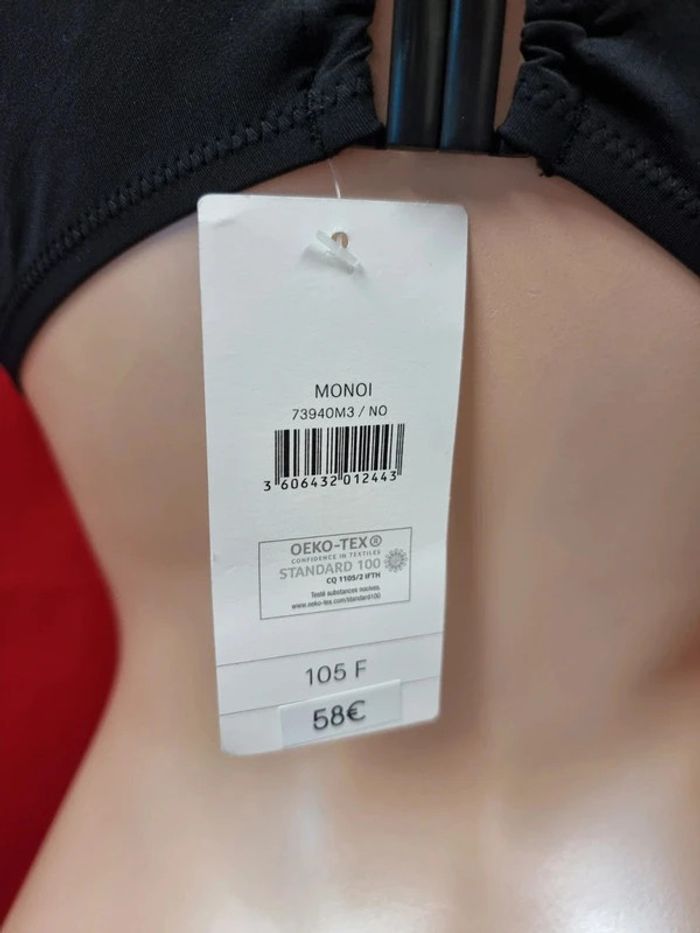 MONOI
73940M3 / NO
3 606432 012443
OEKO-TEX®
CONFIDENCE IN TEXTILES
STANDARD 100
CQ 1105/2 IFTH
Testé substances nocives.
www.oeko-tex.com/standard100
105 F
58€